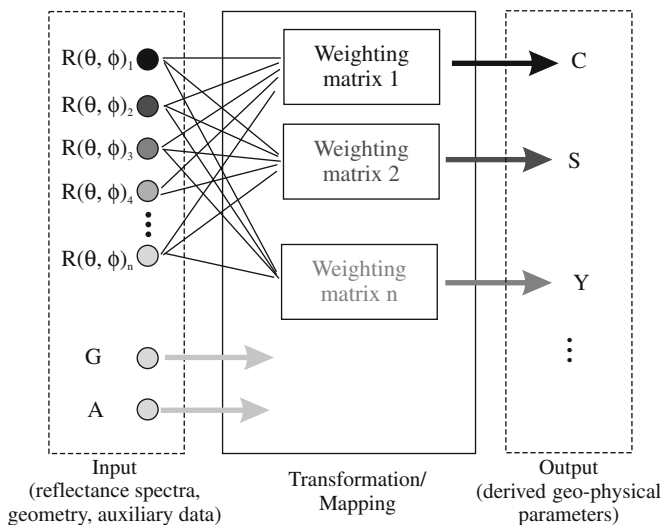 R(θ, ϕ)₁
R(θ, ϕ)₂
R(θ, ϕ)₃
R(θ, ϕ)₄
R(θ, ϕ)ₙ
G
A
Weighting
matrix 1
Weighting
matrix 2
Weighting
matrix n
C
S
Y
Input
(reflectance spectra,
geometry, auxiliary data)
Transformation/
Mapping
Output
(derived geo-physical
parameters)